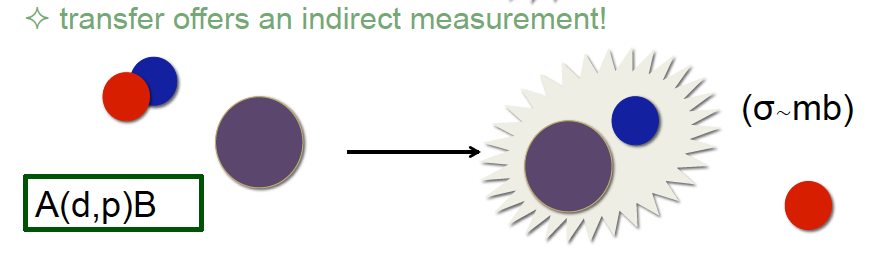 ✧ transfer offers an indirect measurement!
(σ~mb)
A(d,p)B